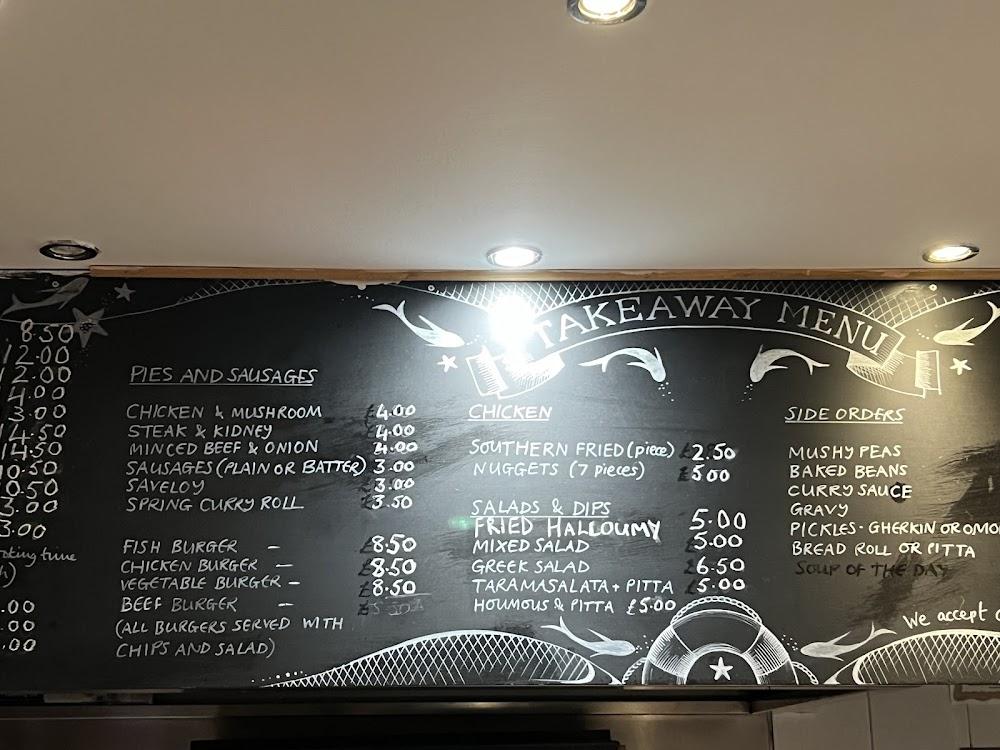 TAKEAWAY MENU
8.50
12.00
12.00
3.00
14.50
14.50
3.00
3.00
.00
.00
.00
PIES AND SAUSAGES
CHICKEN & MUSHROOM £4.00
STEAK & KIDNEY £4.00
MINCED BEEF & ONION £4.00
SAUSAGES (PLAIN OR BATTER) £3.00
SAVELOY £3.00
SPRING CURRY ROLL £3.50
FISH BURGER — £8.50
CHICKEN BURGER — £8.50
VEGETABLE BURGER — £8.50
BEEF BURGER —
(ALL BURGERS SERVED WITH
CHIPS AND SALAD)
CHICKEN
SOUTHERN FRIED (piece) £2.50
NUGGETS (7 pieces) £5.00
SALADS & DIPS
FRIED HALLOUMY 5.00
MIXED SALAD £5.00
GREEK SALAD £6.50
TARAMASALATA + PITTA £5.00
HOUMOUS & PITTA £5.00
SIDE ORDERS
MUSHY PEAS
BAKED BEANS
CURRY SAUCE
GRAVY
PICKLES - GHERKIN OR
BREAD ROLL OR PITTA
SOUP OF THE DAY
We accept